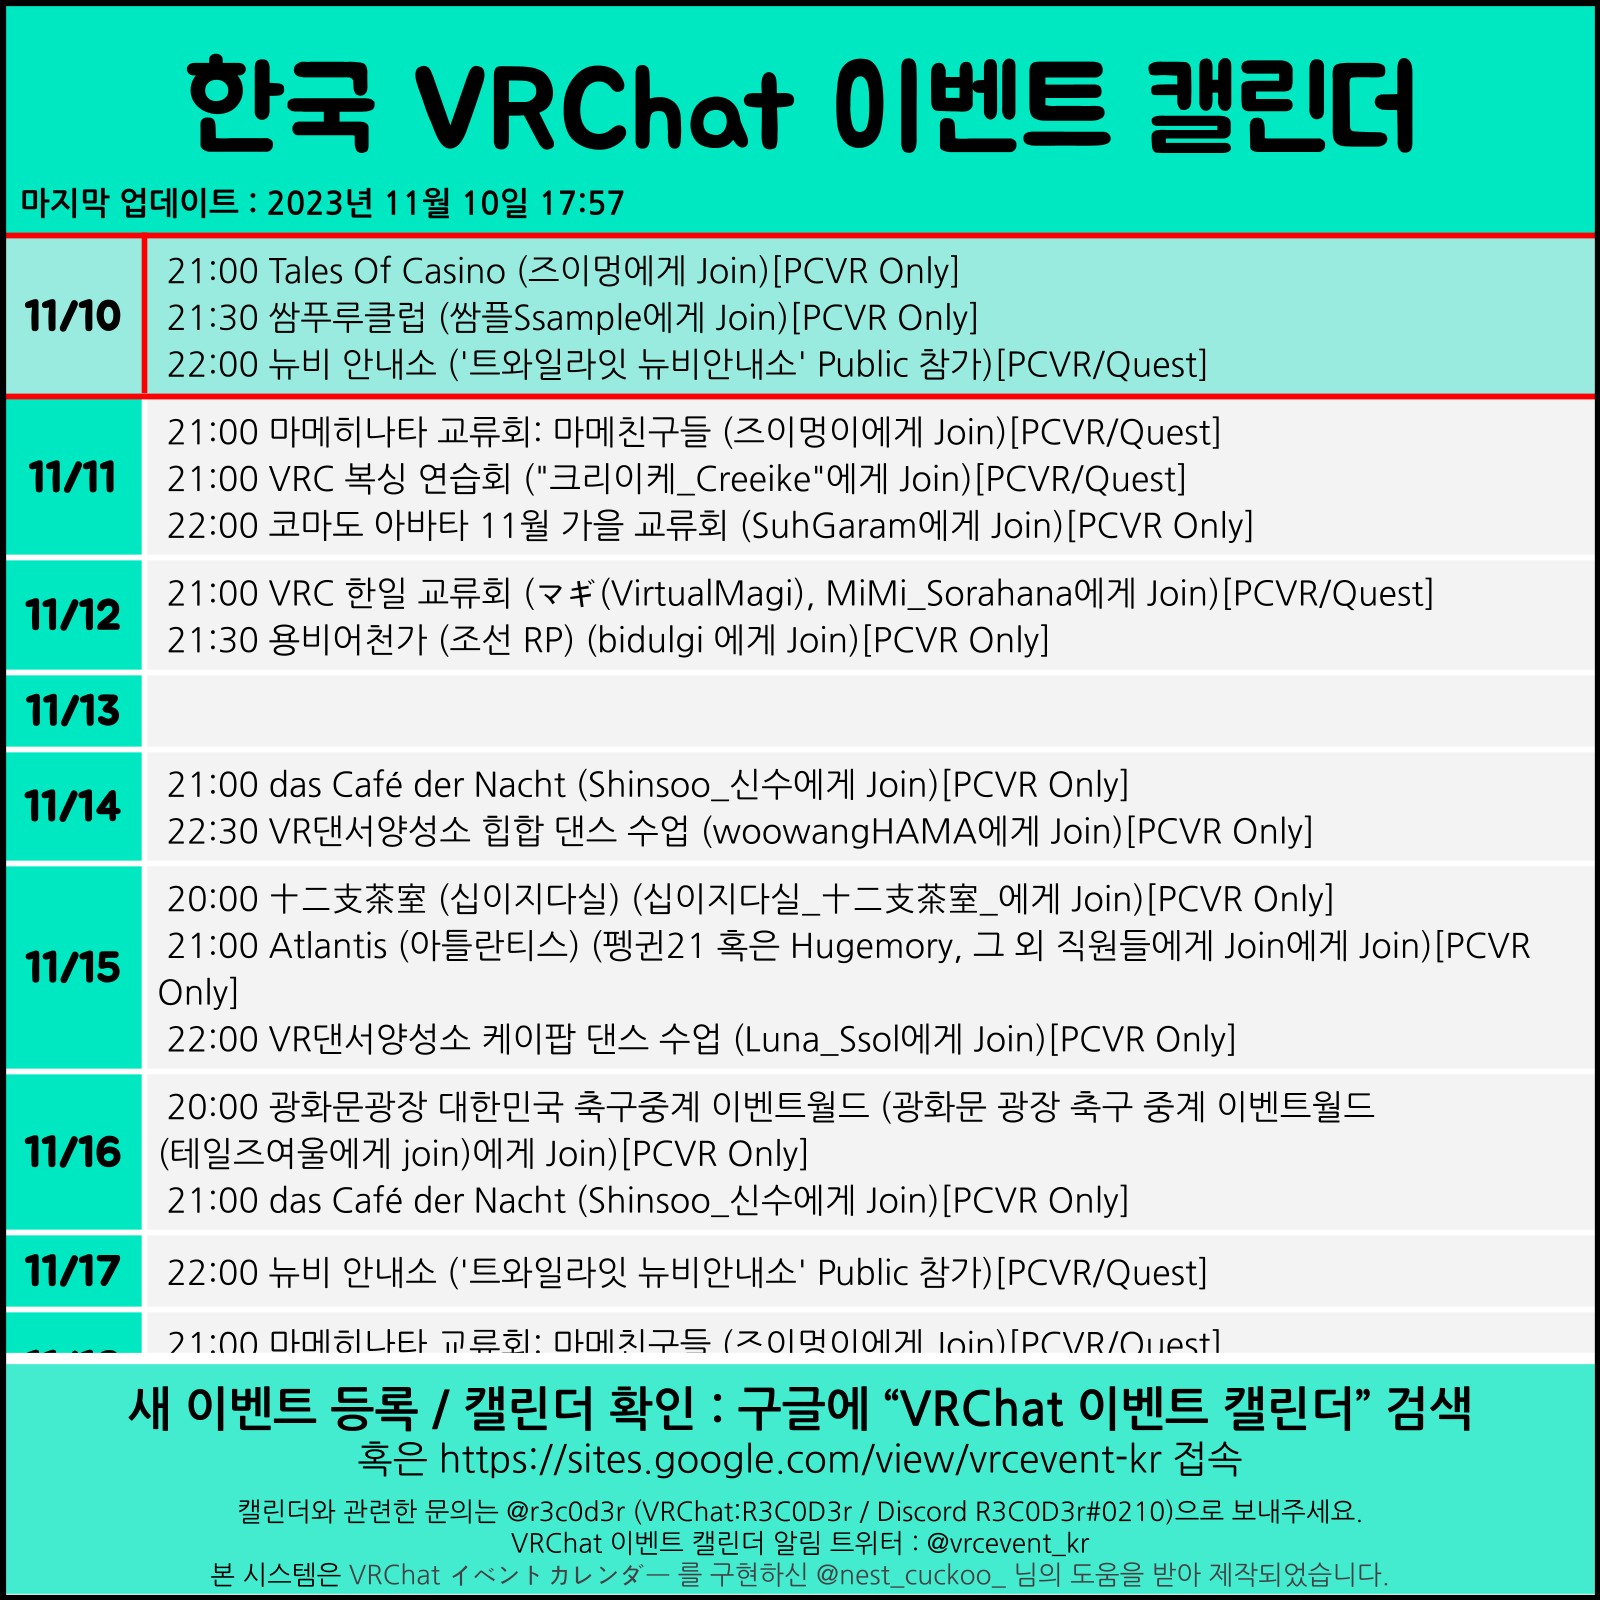 한국 VRChat 이벤트 캘린더
마지막 업데이트 : 2023년 11월 10일 17:57
11/10
21:00 Tales Of Casino (즈이멍에게 Join)[PCVR Only]
21:30 쌈푸루클럽 (쌈플Ssample에게 Join)[PCVR Only]
22:00 뉴비 안내소 ('트와일라잇 뉴비안내소' Public 참가)[PCVR/Quest]
11/11
21:00 마메히나타 교류회: 마메친구들 (즈이멍이에게 Join)[PCVR/Quest]
21:00 VRC 복싱 연습회 ("크리이케_Creeike"에게 Join)[PCVR/Quest]
22:00 코마도 아바타 11월 가을 교류회 (SuhGaram에게 Join)[PCVR Only]
11/12
21:00 VRC 한일 교류회 (マギ(VirtualMagi), MiMi_Sorahana에게 Join)[PCVR/Quest]
21:30 용비어천가 (조선 RP) (bidulgi 에게 Join)[PCVR Only]
11/13
11/14
21:00 das Café der Nacht (Shinsoo_신수에게 Join)[PCVR Only]
22:30 VR댄서양성소 힙합 댄스 수업 (woowangHAMA에게 Join)[PCVR Only]
11/15
20:00 十二支茶室 (십이지다실) (십이지다실_十二支茶室_에게 Join)[PCVR Only]
21:00 Atlantis (아틀란티스) (펭귄21 혹은 Hugemory, 그 외 직원들에게 Join에게 Join)[PCVR
Only]
22:00 VR댄서양성소 케이팝 댄스 수업 (Luna_Ssol에게 Join)[PCVR Only]
11/16
20:00 광화문광장 대한민국 축구중계 이벤트월드 (광화문 광장 축구 중계 이벤트월드
(테일즈여울에게 join)에게 Join)[PCVR Only]
21:00 das Café der Nacht (Shinsoo_신수에게 Join)[PCVR Only]
11/17
22:00 뉴비 안내소 ('트와일라잇 뉴비안내소' Public 참가)[PCVR/Quest]
21:00 마메히나타 교류회: 마메친구들 (즈이멍이에게 Join)[PCVR/Quest]
새 이벤트 등록 / 캘린더 확인 : 구글에 “VRChat 이벤트 캘린더” 검색
혹은 https://sites.google.com/view/vrcevent-kr 접속
캘린더와 관련한 문의는 @r3c0d3r (VRChat:R3C0D3r / Discord R3C0D3r#0210)으로 보내주세요.
VRChat 이벤트 캘린더 알림 트위터 : @vrcevent_kr
본 시스템은 VRChat イベントカレンダー 를 구현하신 @nest_cuckoo_ 님의 도움을 받아 제작되었습니다.